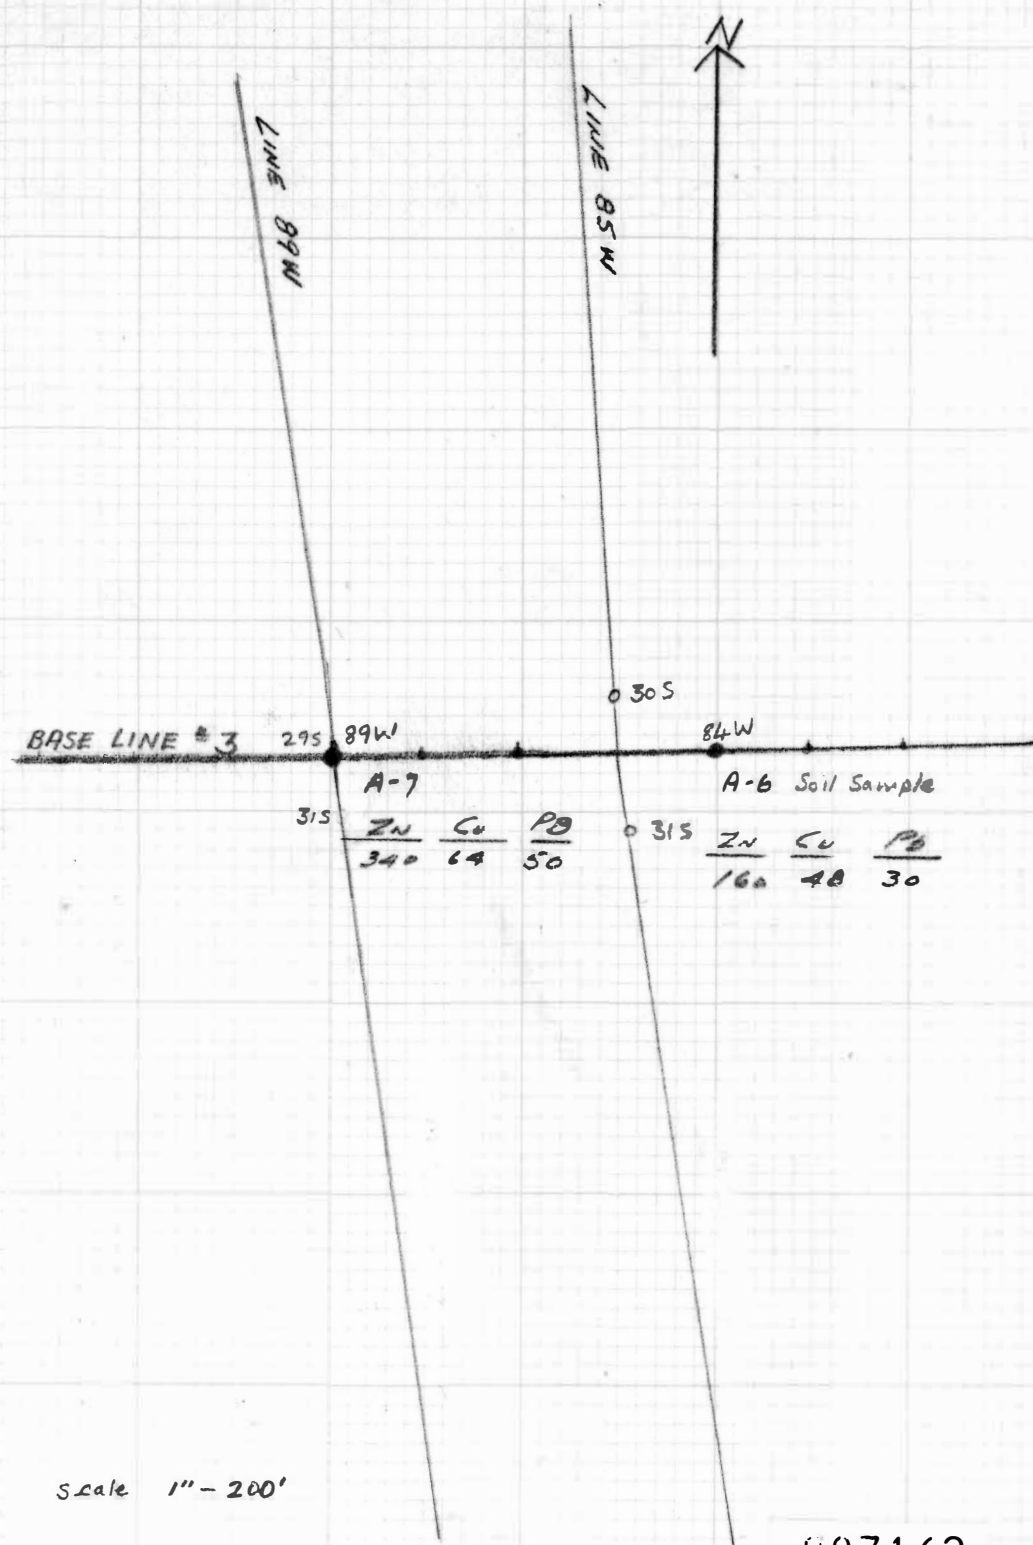 N
LINE 89W
LINE 85W
30S
BASE LINE #3
29S
89W
84W
A-7
A-6 Soil Sample
31S
Zn Cu Pb
340 64 50
31S
Zn Cu Pb
160 48 30
Scale 1" - 200'